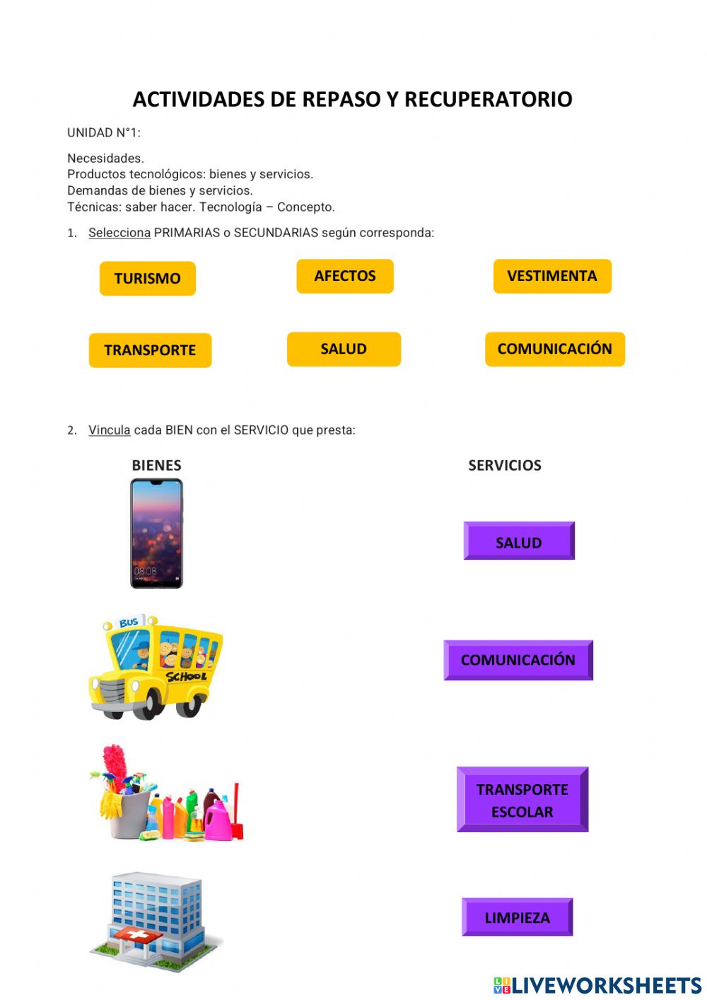 ACTIVIDADES DE REPASO Y RECUPERATORIO
UNIDAD N°1:
Necesidades.
Productos tecnológicos: bienes y servicios.
Demandas de bienes y servicios.
Técnicas: saber hacer. Tecnología – Concepto.
1. Selecciona PRIMARIAS o SECUNDARIAS según corresponda:
TURISMO
AFECTOS
VESTIMENTA
TRANSPORTE
SALUD
COMUNICACIÓN
2. Vincula cada BIEN con el SERVICIO que presta:
BIENES
SERVICIOS
08:08
SALUD
BUS
SCHOOL
COMUNICACIÓN
TRANSPORTE
ESCOLAR
LIMPIEZA
LIVE LIVEWORKSHEETS